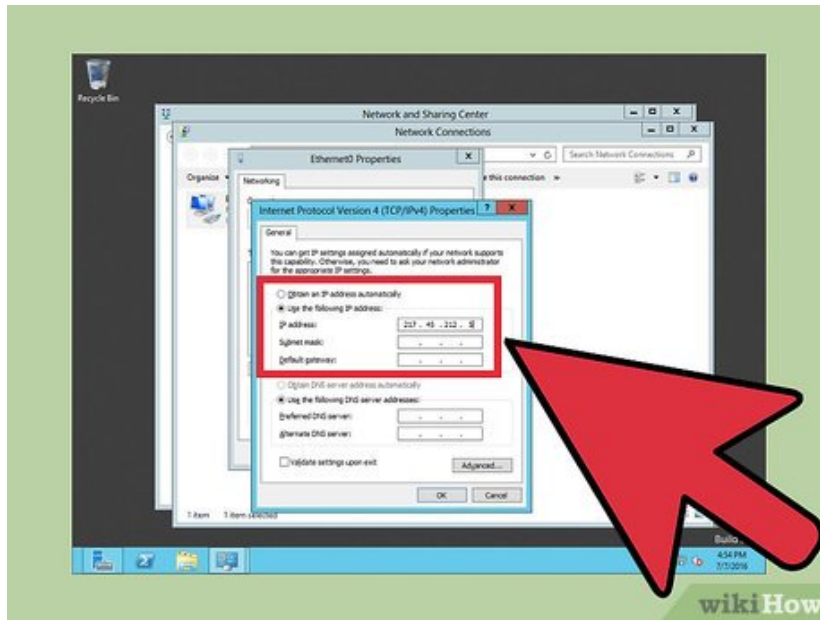 Recycle Bin
Network and Sharing Center
Network Connections
Search Network Connections
Ethernet0 Properties
Organize
this connection »
Networking
Internet Protocol Version 4 (TCP/IPv4) Properties
General
You can get IP settings assigned automatically if your network supports
this capability. Otherwise, you need to ask your network administrator
for the appropriate IP settings.
Obtain an IP address automatically
Use the following IP address:
IP address: 217 . 45 . 212 . 5
Subnet mask: . . .
Default gateway: . . .
Obtain DNS server address automatically
Use the following DNS server addresses:
Preferred DNS server: . . .
Alternate DNS server: . . .
Validate settings upon exit
Advanced...
OK Cancel
1 item 1 item selected
Build
4:54 PM
7/7/2016
wikiHow